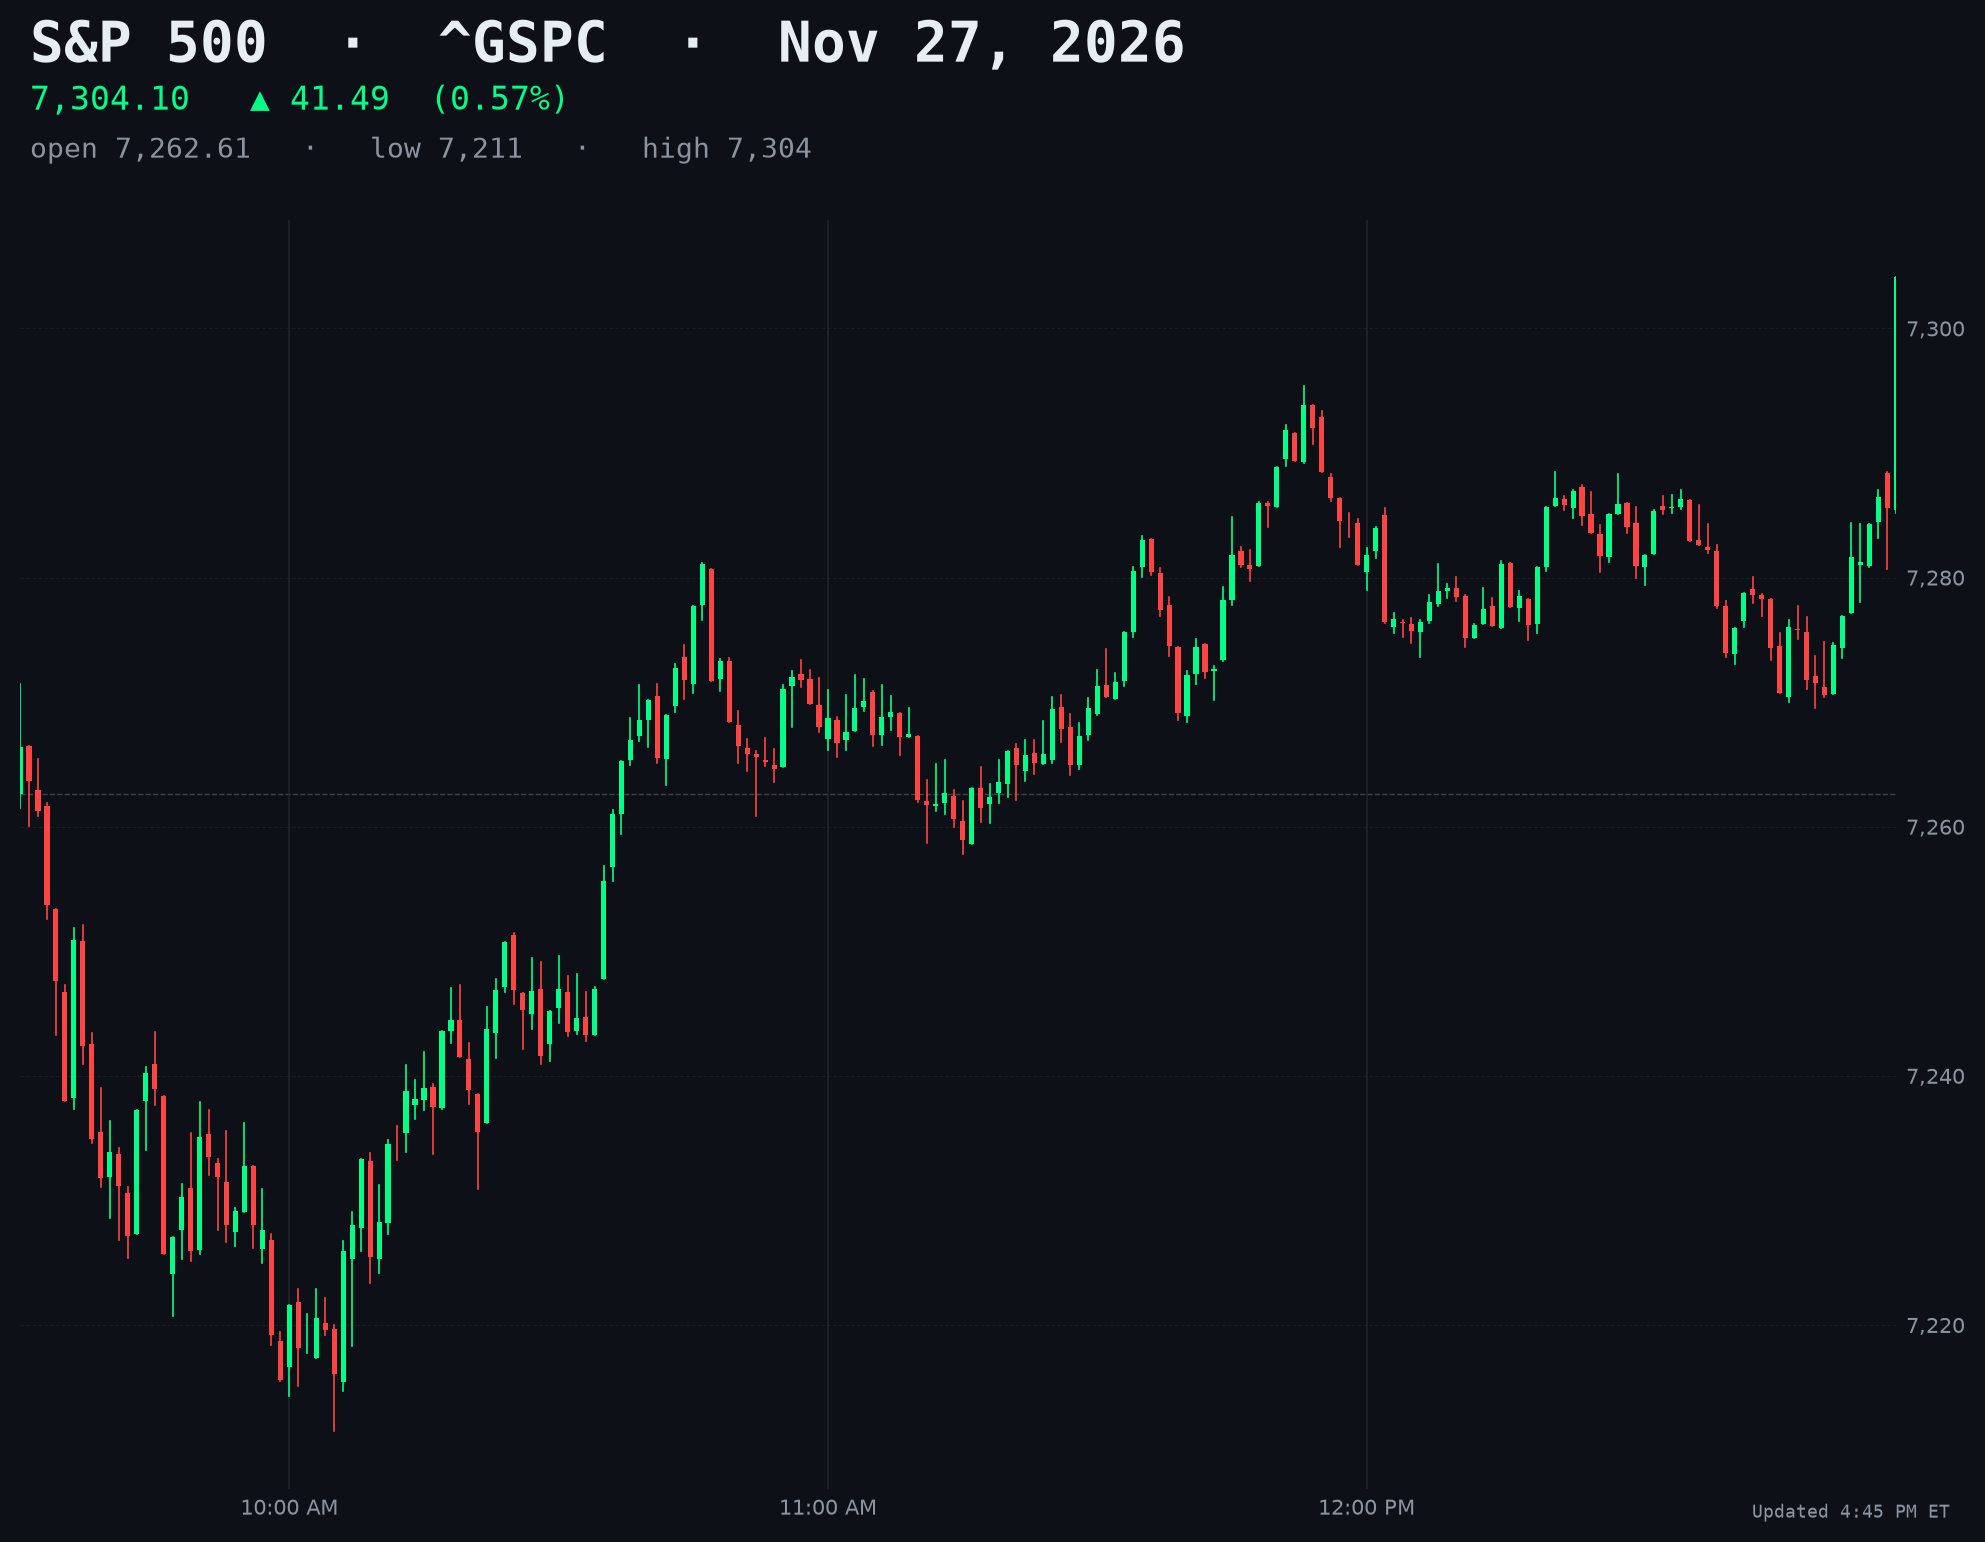 S&P 500 · ^GSPC · Nov 27, 2026
7,304.10 ▲ 41.49 (0.57%)
open 7,262.61 · low 7,211 · high 7,304
7,300
7,280
7,260
7,240
7,220
10:00 AM 11:00 AM 12:00 PM
Updated 4:45 PM ET